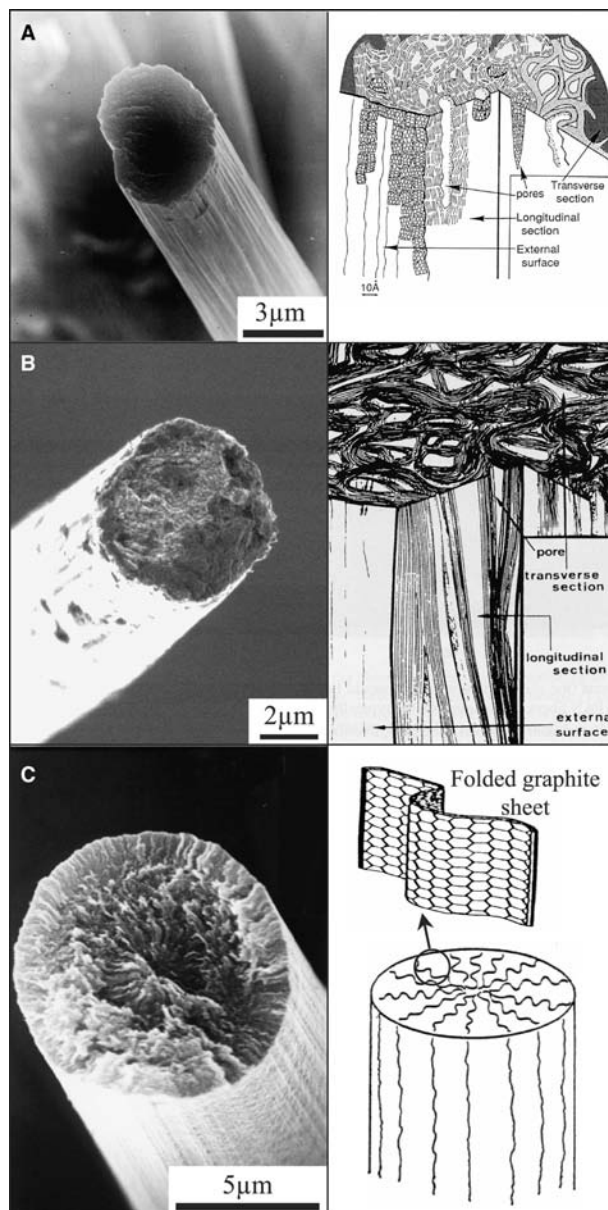 A
3µm
pores
Transverse
section
Longitudinal
section
External
surface
10Å
B
2µm
pore
transverse
section
longitudinal
section
external
surface
C
5µm
Folded graphite
sheet